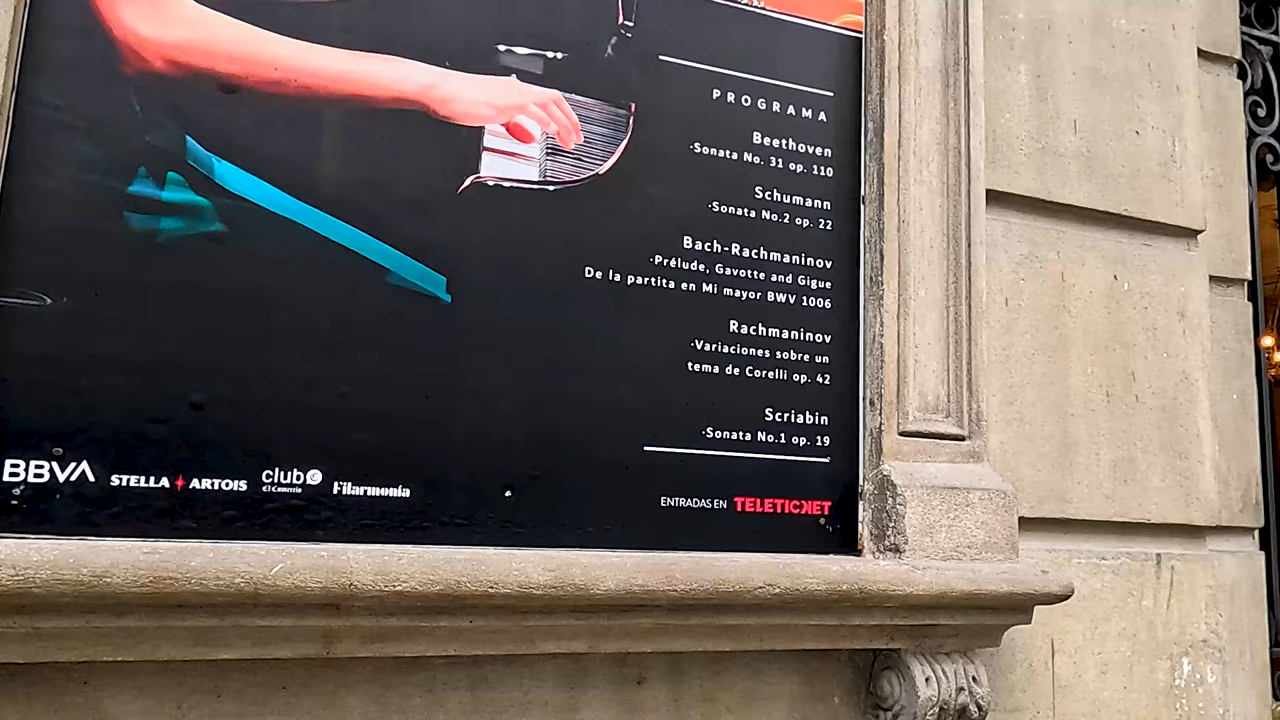 PROGRAMA
Beethoven
·Sonata No. 31 op. 110
Schumann
·Sonata No.2 op. 22
Bach-Rachmaninov
·Prélude, Gavotte and Gigue
De la partita en Mi mayor BWV 1006
Rachmaninov
·Variaciones sobre un
tema de Corelli op. 42
Scriabin
·Sonata No.1 op. 19
BBVA
STELLA ARTOIS
club
El Comercio
Filarmonía
ENTRADAS EN TELETICKET